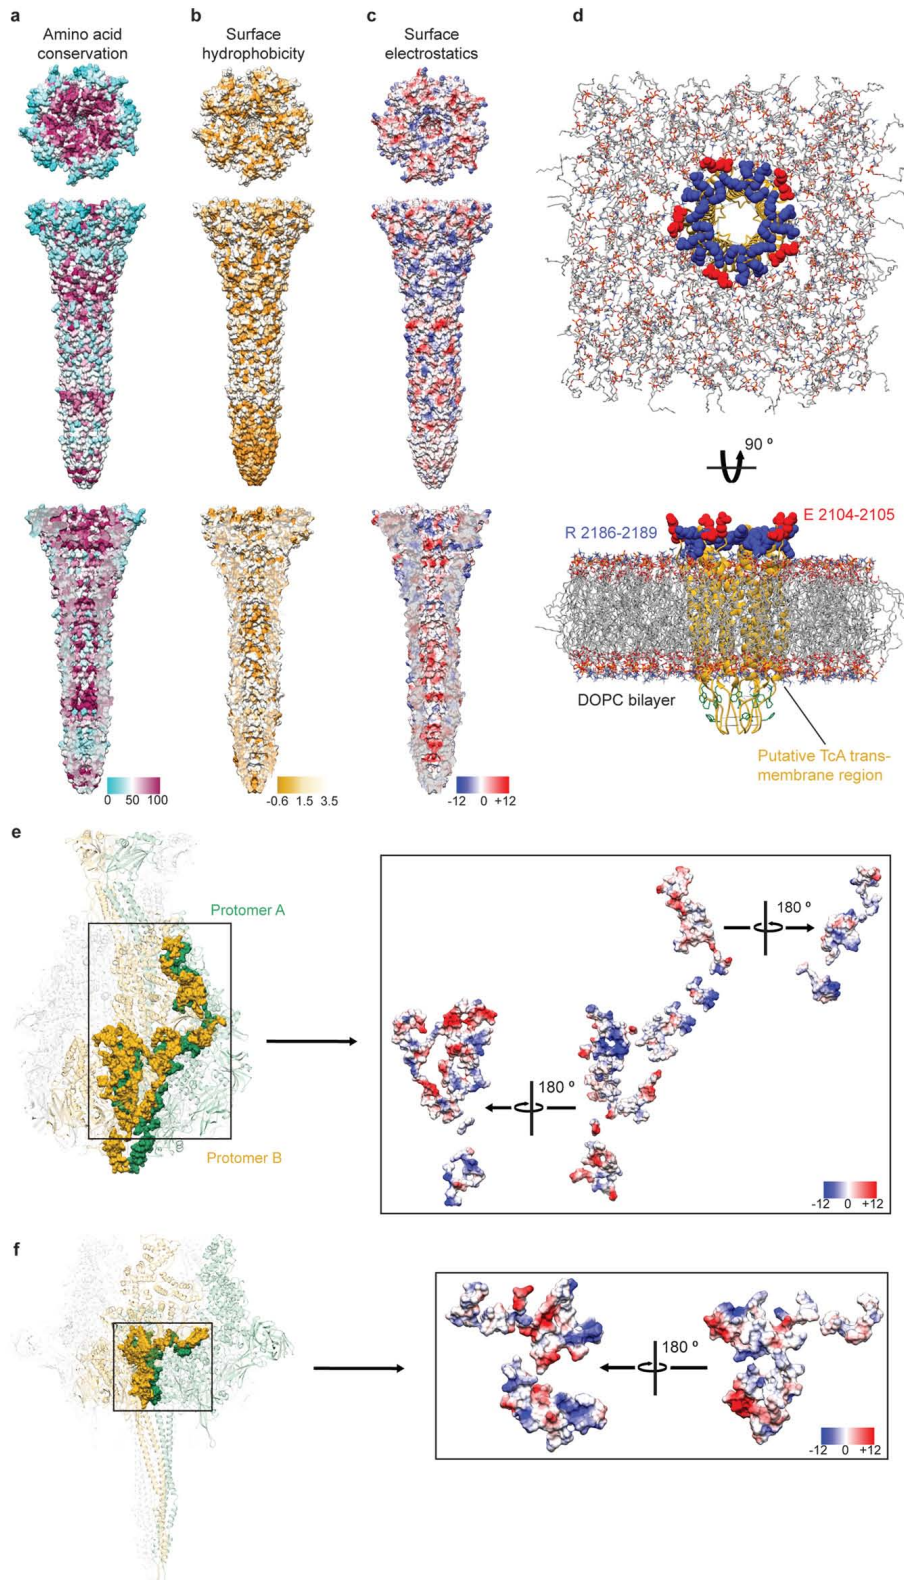 a
b
c
d
Amino acid
conservation
Surface
hydrophobicity
Surface
electrostatics
90 º
E 2104-2105
R 2186-2189
DOPC bilayer
Putative TcA trans-
membrane region
0 50 100
-0.6 1.5 3.5
-12 0 +12
e
Protomer A
Protomer B
180 º
180 º
-12 0 +12
f
180 º
-12 0 +12